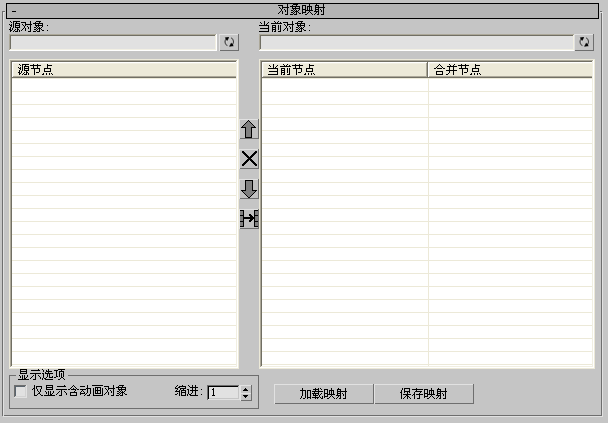 - 对象映射
源对象:
当前对象:
源节点
当前节点
合并节点
显示选项
仅显示含动画对象
缩进: 1
加载映射
保存映射